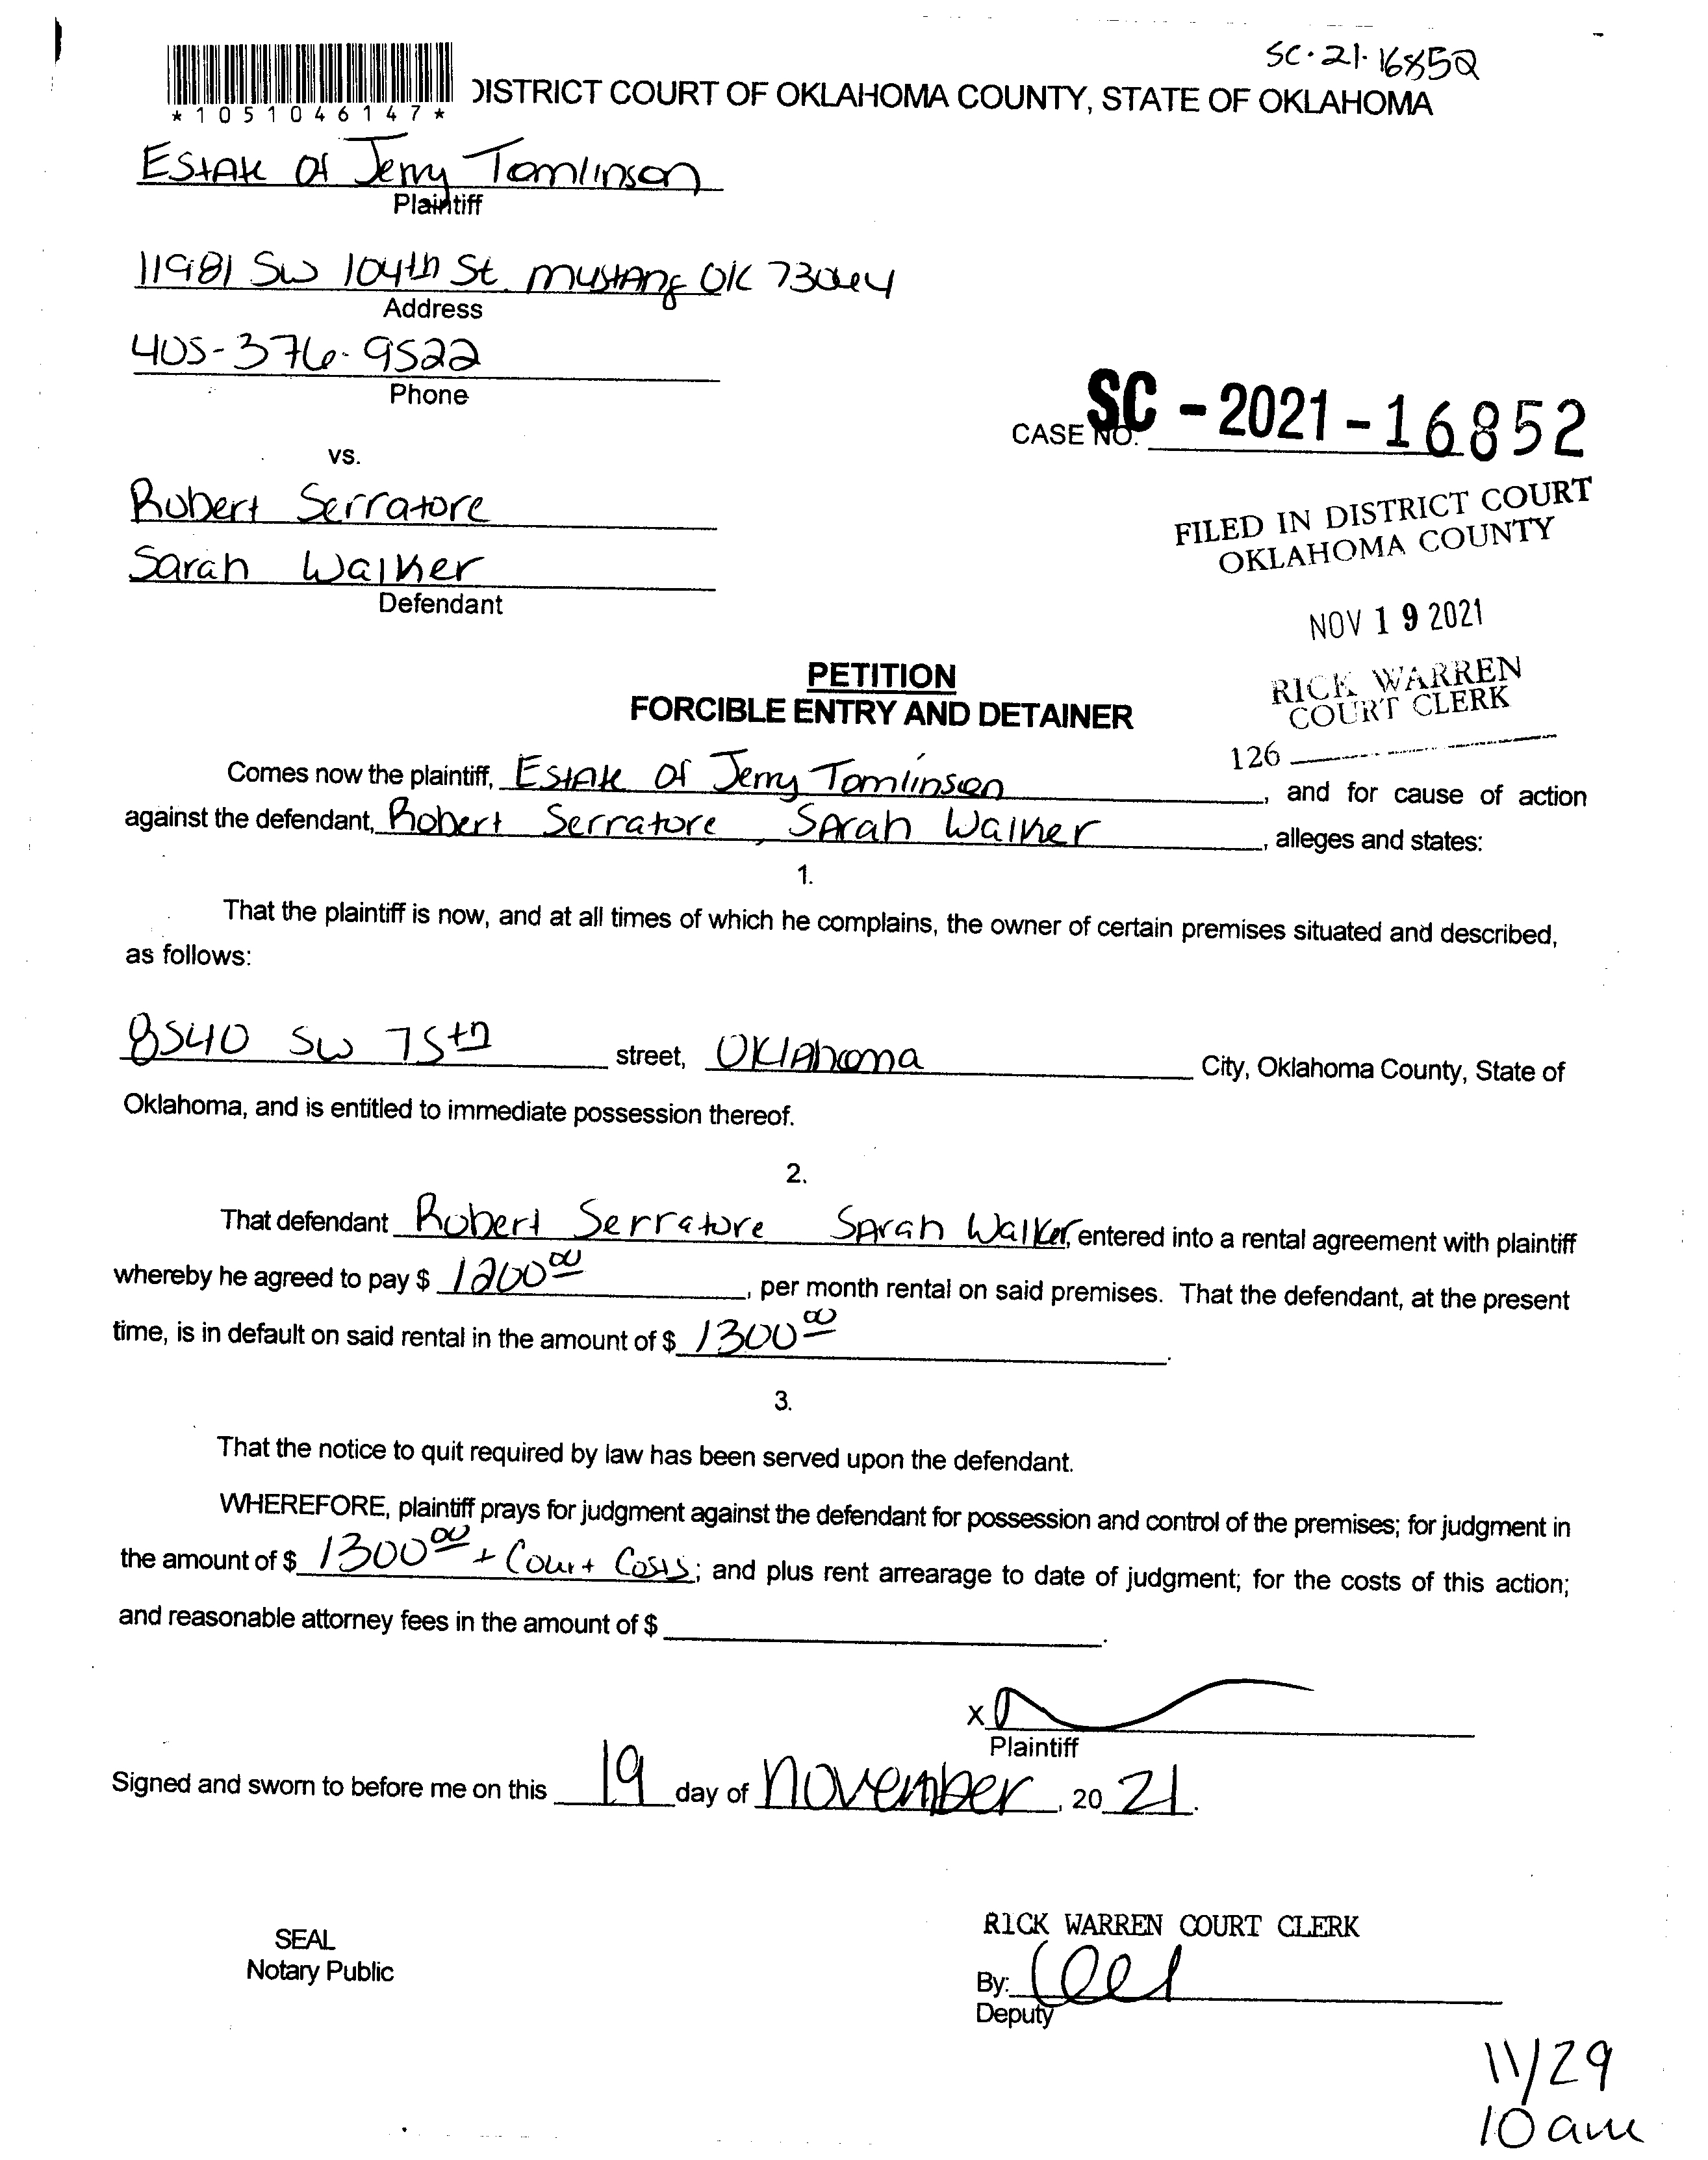 SC-21-16852
*1051046147*
DISTRICT COURT OF OKLAHOMA COUNTY, STATE OF OKLAHOMA
Estate of Jerry Tomlinson
Plaintiff
11981 SW 104th St. Mustang OK 73064
Address
405-376-9522
Phone
CASE NO. SC-2021-16852
vs.
Robert Serratore
Sarah Walker
Defendant
FILED IN DISTRICT COURT
OKLAHOMA COUNTY
NOV 19 2021
RICK WARREN
COURT CLERK
126
PETITION
FORCIBLE ENTRY AND DETAINER
Comes now the plaintiff, Estate of Jerry Tomlinson, and for cause of action
against the defendant, Robert Serratore, Sarah Walker, alleges and states:
1.
That the plaintiff is now, and at all times of which he complains, the owner of certain premises situated and described,
as follows:
8540 SW 75th street, Oklahoma City, Oklahoma County, State of
Oklahoma, and is entitled to immediate possession thereof.
2.
That defendant Robert Serratore Sarah Walker, entered into a rental agreement with plaintiff
whereby he agreed to pay $ 1200 00, per month rental on said premises. That the defendant, at the present
time, is in default on said rental in the amount of $ 1300 00.
3.
That the notice to quit required by law has been served upon the defendant.
WHEREFORE, plaintiff prays for judgment against the defendant for possession and control of the premises; for judgment in
the amount of $ 1300 00 + Court Costs; and plus rent arrearage to date of judgment; for the costs of this action;
and reasonable attorney fees in the amount of $ .
X
Plaintiff
Signed and sworn to before me on this 19 day of November, 20 21.
SEAL
Notary Public
RICK WARREN COURT CLERK
By:
Deputy
11/29
10 am